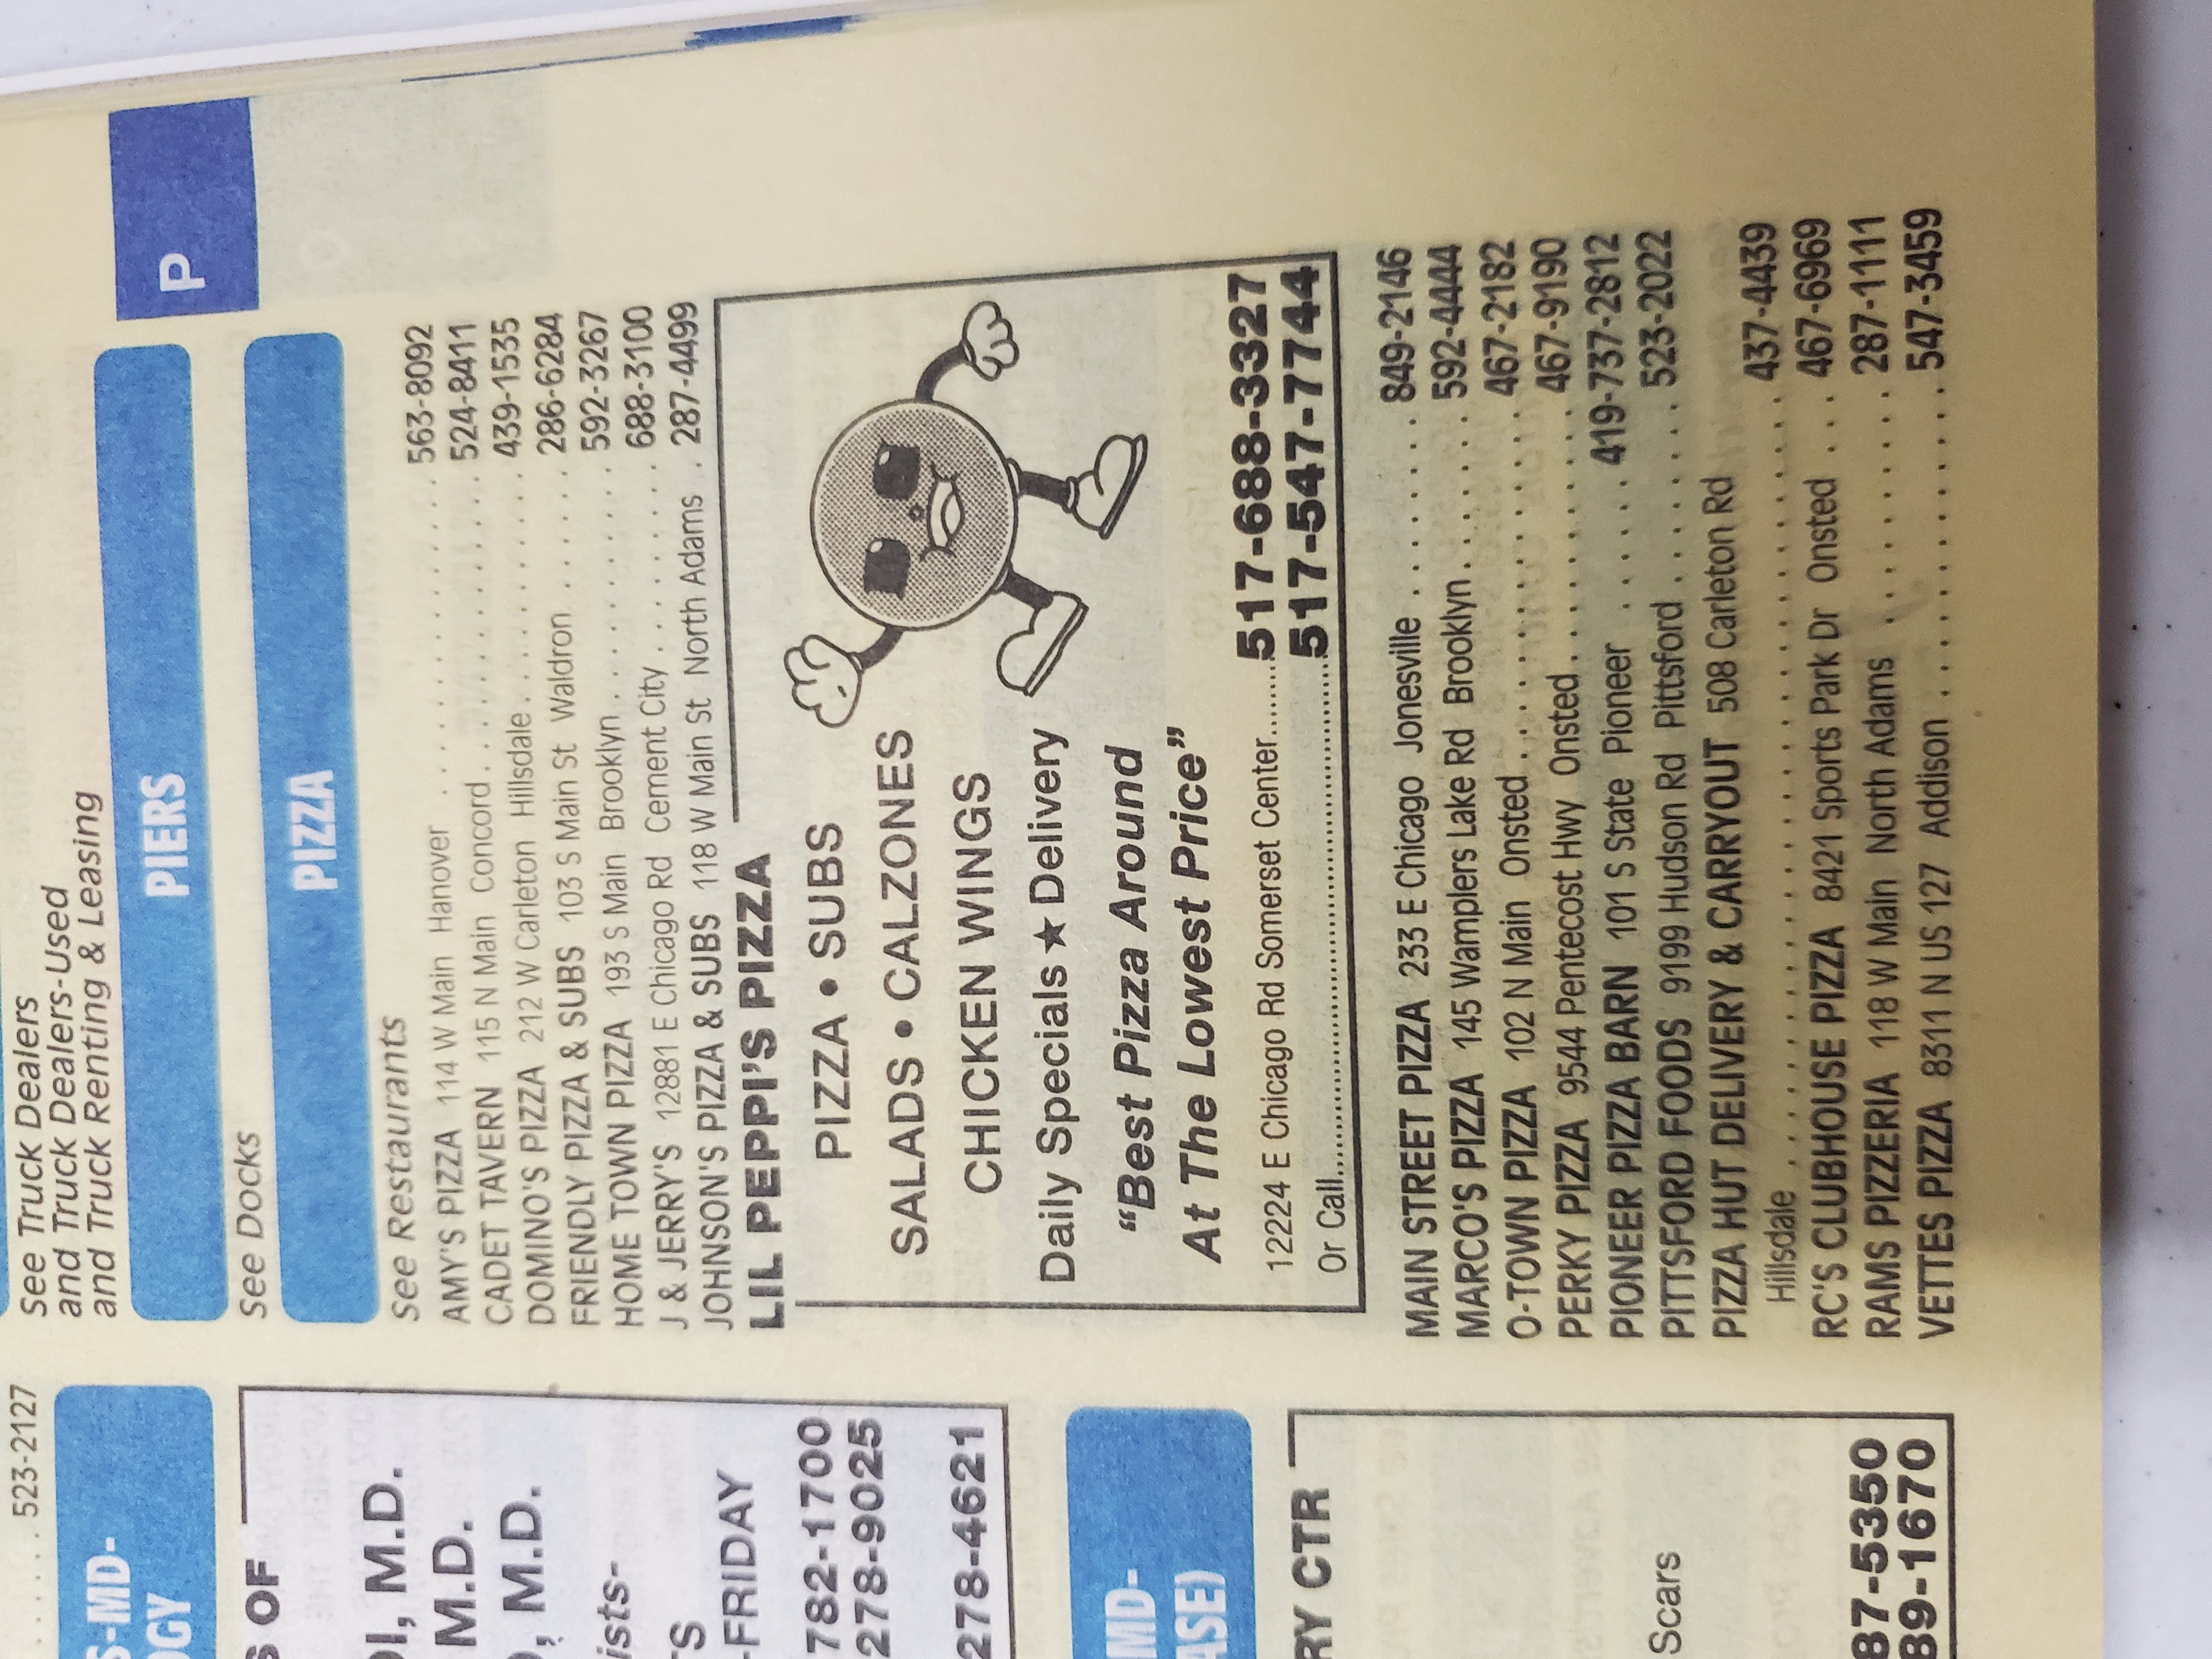 . . . . . . 523-2127
S-MD-
OGY
S OF
DI, M.D.
M.D.
, M.D.
ists-
TS
-FRIDAY
782-1700
278-9025
278-4621
MD-
ASE)
RY CTR
Scars
87-5350
89-1670
See Truck Dealers
and Truck Dealers-Used
and Truck Renting & Leasing
PIERS
See Docks
PIZZA
See Restaurants
AMY'S PIZZA 114 W Main Hanover . . . . . . . . . . . . . . . 563-8092
CADET TAVERN 115 N Main Concord . . . . . . . . . . . . . 524-8411
DOMINO'S PIZZA 212 W Carleton Hillsdale . . . . . . . . . . 439-1535
FRIENDLY PIZZA & SUBS 103 S Main St Waldron . . . . . . 286-6284
HOME TOWN PIZZA 193 S Main Brooklyn . . . . . . . . . . 592-3267
J & JERRY'S 12881 E Chicago Rd Cement City . . . . . . . . 688-3100
JOHNSON'S PIZZA & SUBS 118 W Main St North Adams . 287-4499
LIL PEPPI'S PIZZA
PIZZA • SUBS
SALADS • CALZONES
CHICKEN WINGS
Daily Specials ★ Delivery
"Best Pizza Around
At The Lowest Price"
12224 E Chicago Rd Somerset Center........517-688-3327
Or Call..................................................517-547-7744
MAIN STREET PIZZA 233 E Chicago Jonesville . . . . . . . . 849-2146
MARCO'S PIZZA 145 Wamplers Lake Rd Brooklyn . . . . . . 592-4444
O-TOWN PIZZA 102 N Main Onsted . . . . . . . . . . . . . . 467-2182
PERKY PIZZA 9544 Pentecost Hwy Onsted . . . . . . . . . . 467-9190
PIONEER PIZZA BARN 101 S State Pioneer . . . . . . 419-737-2812
PITTSFORD FOODS 9199 Hudson Rd Pittsford . . . . . . . . 523-2022
PIZZA HUT DELIVERY & CARRYOUT 508 Carleton Rd
Hillsdale . . . . . . . . . . . . . . . . . . . . . . . . . . . . . . . 437-4439
RC'S CLUBHOUSE PIZZA 8421 Sports Park Dr Onsted . . . 467-6969
RAMS PIZZERIA 118 W Main North Adams . . . . . . . . . . 287-1111
VETTES PIZZA 8311 N US 127 Addison . . . . . . . . . . . . . 547-3459
P